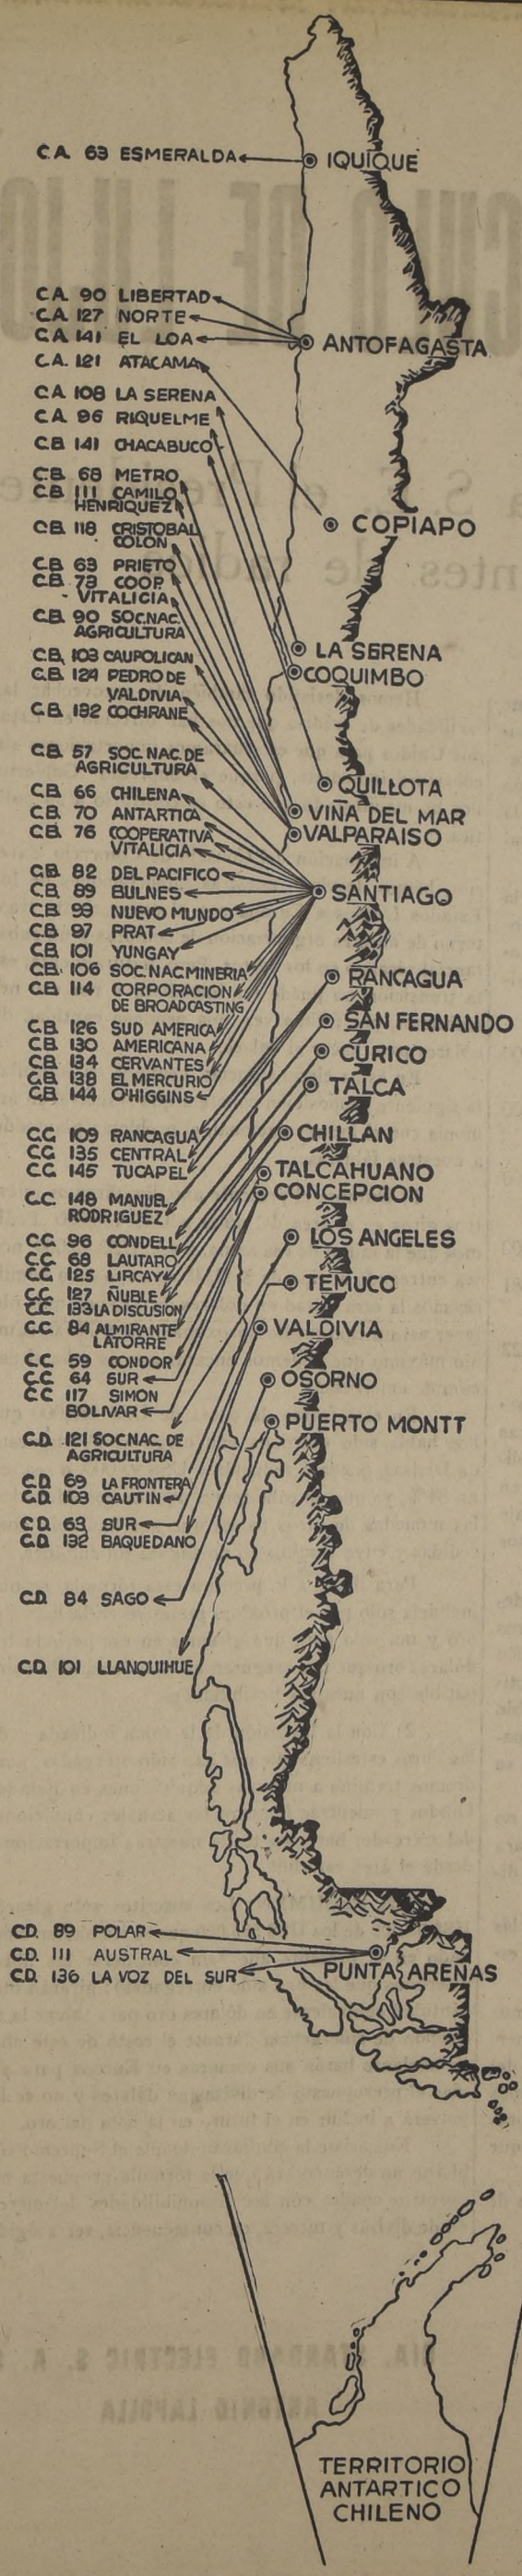 C.A. 63 ESMERALDA
IQUIQUE
C.A. 90 LIBERTAD
C.A. 127 NORTE
C.A. 141 EL LOA
ANTOFAGASTA
C.A. 121 ATACAMA
C.A. 108 LA SERENA
C.A. 96 RIQUELME
C.B. 141 CHACABUCO
C.B. 68 METRO
C.B. 111 CAMILO
HENRIQUEZ
C.B. 118 CRISTOBAL
COLON
COPIAPO
C.B. 63 PRIETO
C.B. 73 COOP.
VITALICIA
C.B. 90 SOC.NAC.
AGRICULTURA
C.B. 103 CAUPOLICAN
LA SERENA
C.B. 124 PEDRO DE
VALDIVIA
COQUIMBO
C.B. 132 COCHRANE
C.B. 57 SOC. NAC. DE
AGRICULTURA
QUILLOTA
C.B. 66 CHILENA
C.B. 70 ANTARTICA
VIÑA DEL MAR
C.B. 76 COOPERATIVA
VITALICIA
VALPARAISO
C.B. 82 DEL PACIFICO
C.B. 89 BULNES
SANTIAGO
C.B. 93 NUEVO MUNDO
C.B. 97 PRAT
C.B. 101 YUNGAY
C.B. 106 SOC. NAC.MINERIA
C.B. 114 CORPORACION
DE BROADCASTING
RANCAGUA
C.B. 126 SUD AMERICA
SAN FERNANDO
C.B. 130 AMERICANA
C.B. 134 CERVANTES
CURICO
C.B. 138 EL MERCURIO
C.B. 144 O'HIGGINS
TALCA
C.C. 109 RANCAGUA
CHILLAN
C.C. 135 CENTRAL
C.C. 145 TUCAPEL
TALCAHUANO
C.C. 148 MANUEL
RODRIGUEZ
CONCEPCION
C.C. 96 CONDELL
LOS ANGELES
C.C. 68 LAUTARO
C.C. 125 LIRCAY
TEMUCO
C.C. 127 ÑUBLE
C.C. 133 LA DISCUSION
C.C. 84 ALMIRANTE
LATORRE
VALDIVIA
C.C. 59 CONDOR
C.C. 64 SUR
OSORNO
C.C. 117 SIMON
BOLIVAR
PUERTO MONTT
C.D. 121 SOC.NAC. DE
AGRICULTURA
C.D. 69 LA FRONTERA
C.D. 103 CAUTIN
C.D. 63 SUR
C.D. 132 BAQUEDANO
C.D. 84 SAGO
C.D. 101 LLANQUIHUE
C.D. 89 POLAR
C.D. 111 AUSTRAL
C.D. 136 LA VOZ DEL SUR
PUNTA ARENAS
TERRITORIO
ANTARTICO
CHILENO